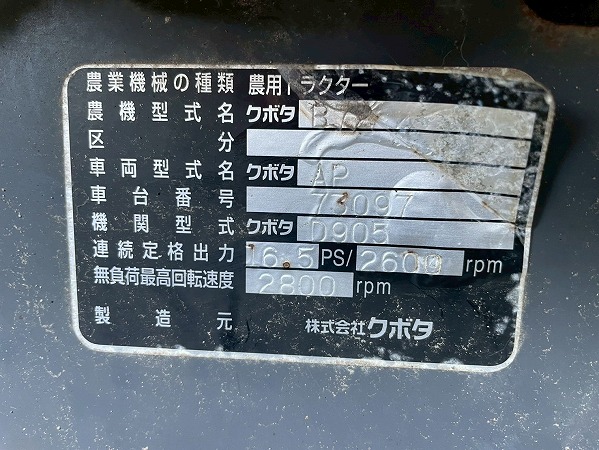 農業機械の種類 農用トラクター
農機型式名 クボタ
区分
車両型式名 クボタ AP
車台番号 73097
機関型式 クボタ D905
連続定格出力 16.5 PS/ 2600 rpm
無負荷最高回転速度 2800 rpm
製造元 株式会社クボタ